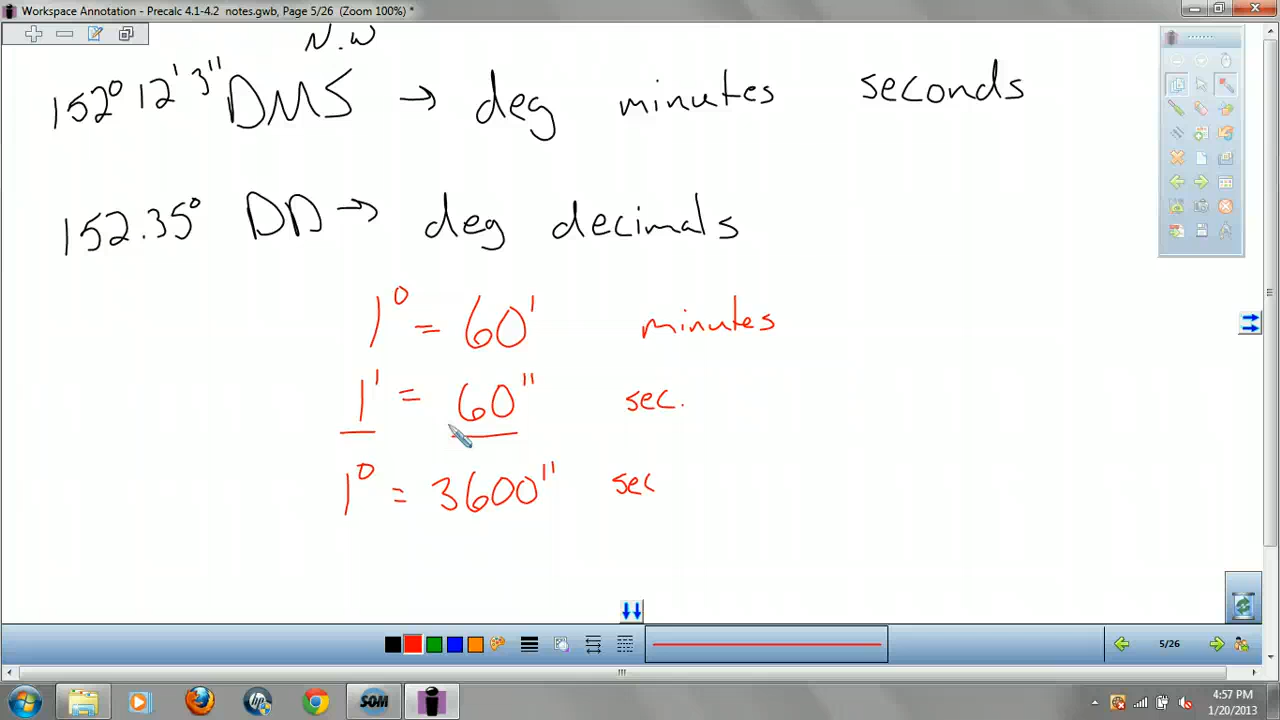 Workspace Annotation - Precalc 4.1-4.2 notes.gwb, Page 5/26 (Zoom 100%) *
N.W
152° 12' 3" DMS → deg minutes seconds
152.35° DD → deg decimals
1° = 60' minutes
1' = 60" sec.
1° = 3600" sec
5/26
SOM
hp
4:57 PM
1/20/2013